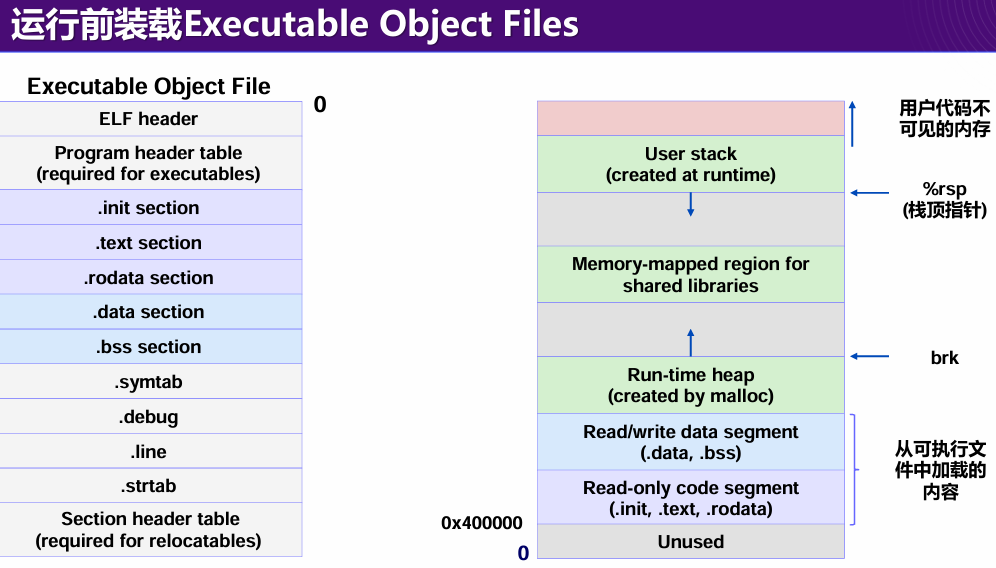 运行前装载Executable Object Files
Executable Object File
0
ELF header
Program header table
(required for executables)
.init section
.text section
.rodata section
.data section
.bss section
.symtab
.debug
.line
.strtab
Section header table
(required for relocatables)
用户代码不
可见的内存
User stack
(created at runtime)
%rsp
(栈顶指针)
Memory-mapped region for
shared libraries
brk
Run-time heap
(created by malloc)
Read/write data segment
(.data, .bss)
从可执行文
件中加载的
内容
Read-only code segment
(.init, .text, .rodata)
0x400000
Unused
0